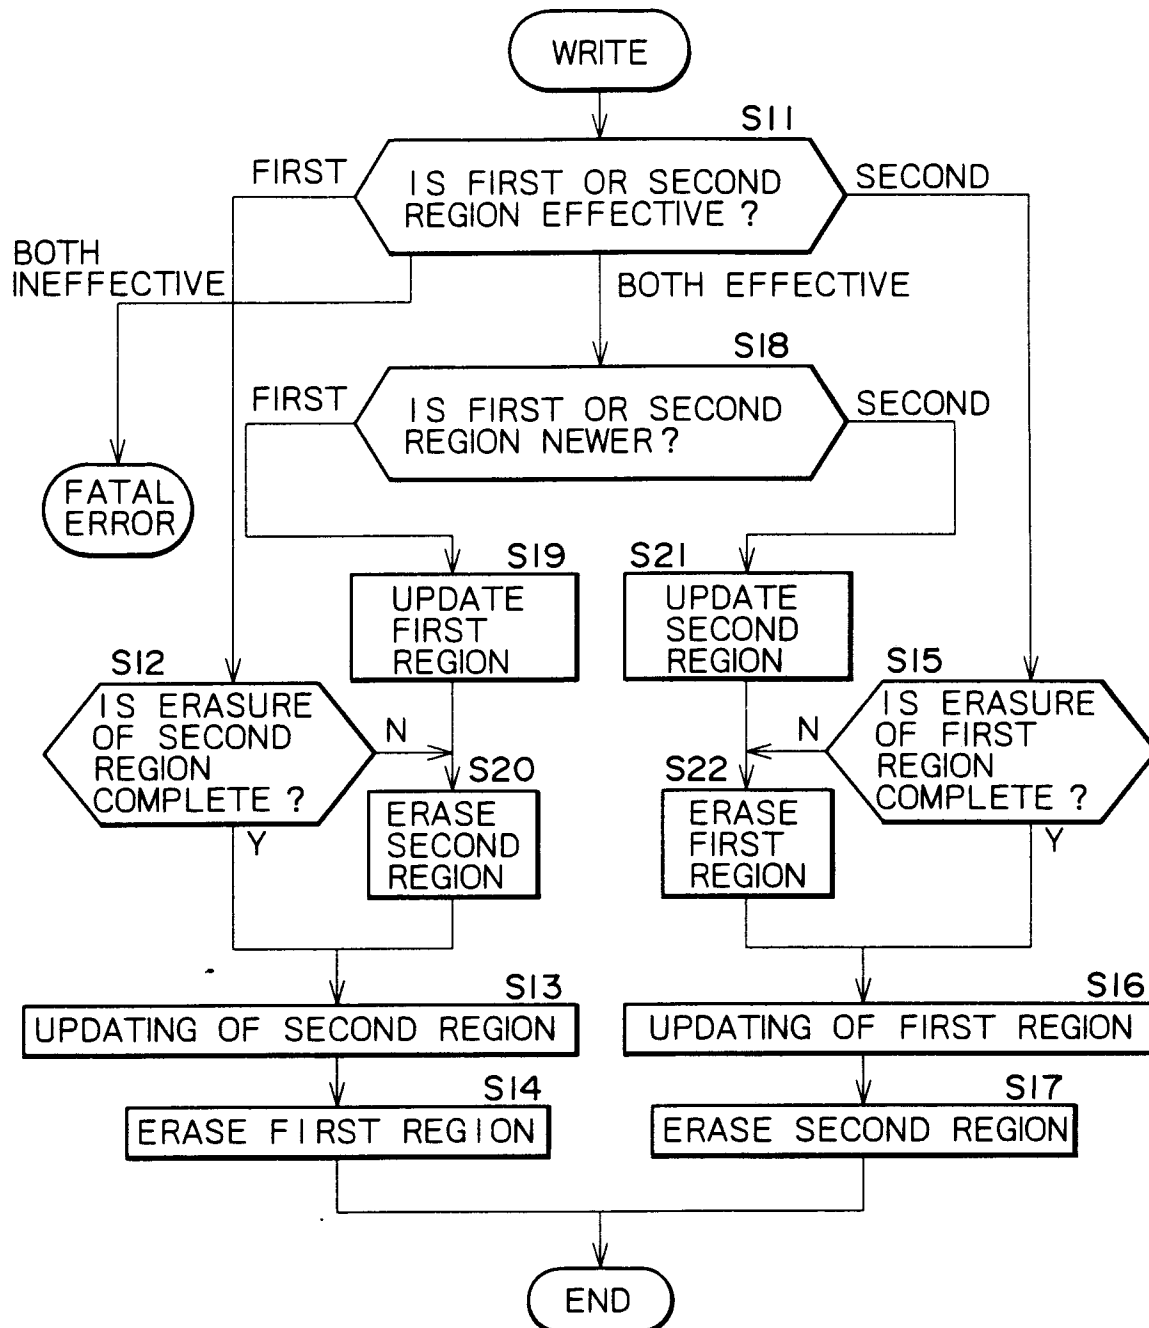 WRITE
S11
FIRST
IS FIRST OR SECOND
REGION EFFECTIVE ?
SECOND
BOTH
INEFFECTIVE
BOTH EFFECTIVE
S18
FIRST
IS FIRST OR SECOND
REGION NEWER ?
SECOND
FATAL
ERROR
S19
UPDATE
FIRST
REGION
S21
UPDATE
SECOND
REGION
S12
IS ERASURE
OF SECOND
REGION
COMPLETE ?
N
Y
S15
IS ERASURE
OF FIRST
REGION
COMPLETE ?
N
Y
S20
ERASE
SECOND
REGION
S22
ERASE
FIRST
REGION
S13
UPDATING OF SECOND REGION
S16
UPDATING OF FIRST REGION
S14
ERASE FIRST REGION
S17
ERASE SECOND REGION
END